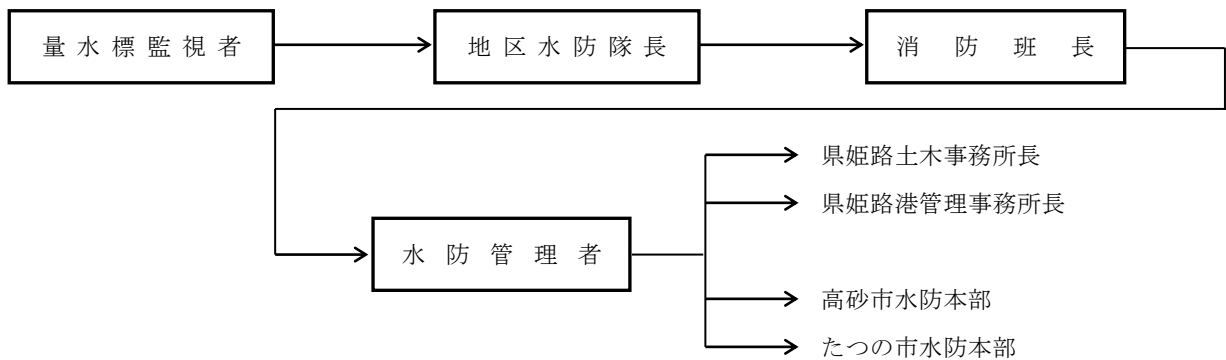 量水標監視者
地区水防隊長
消防班長
県姫路土木事務所長
県姫路港管理事務所長
水防管理者
高砂市水防本部
たつの市水防本部